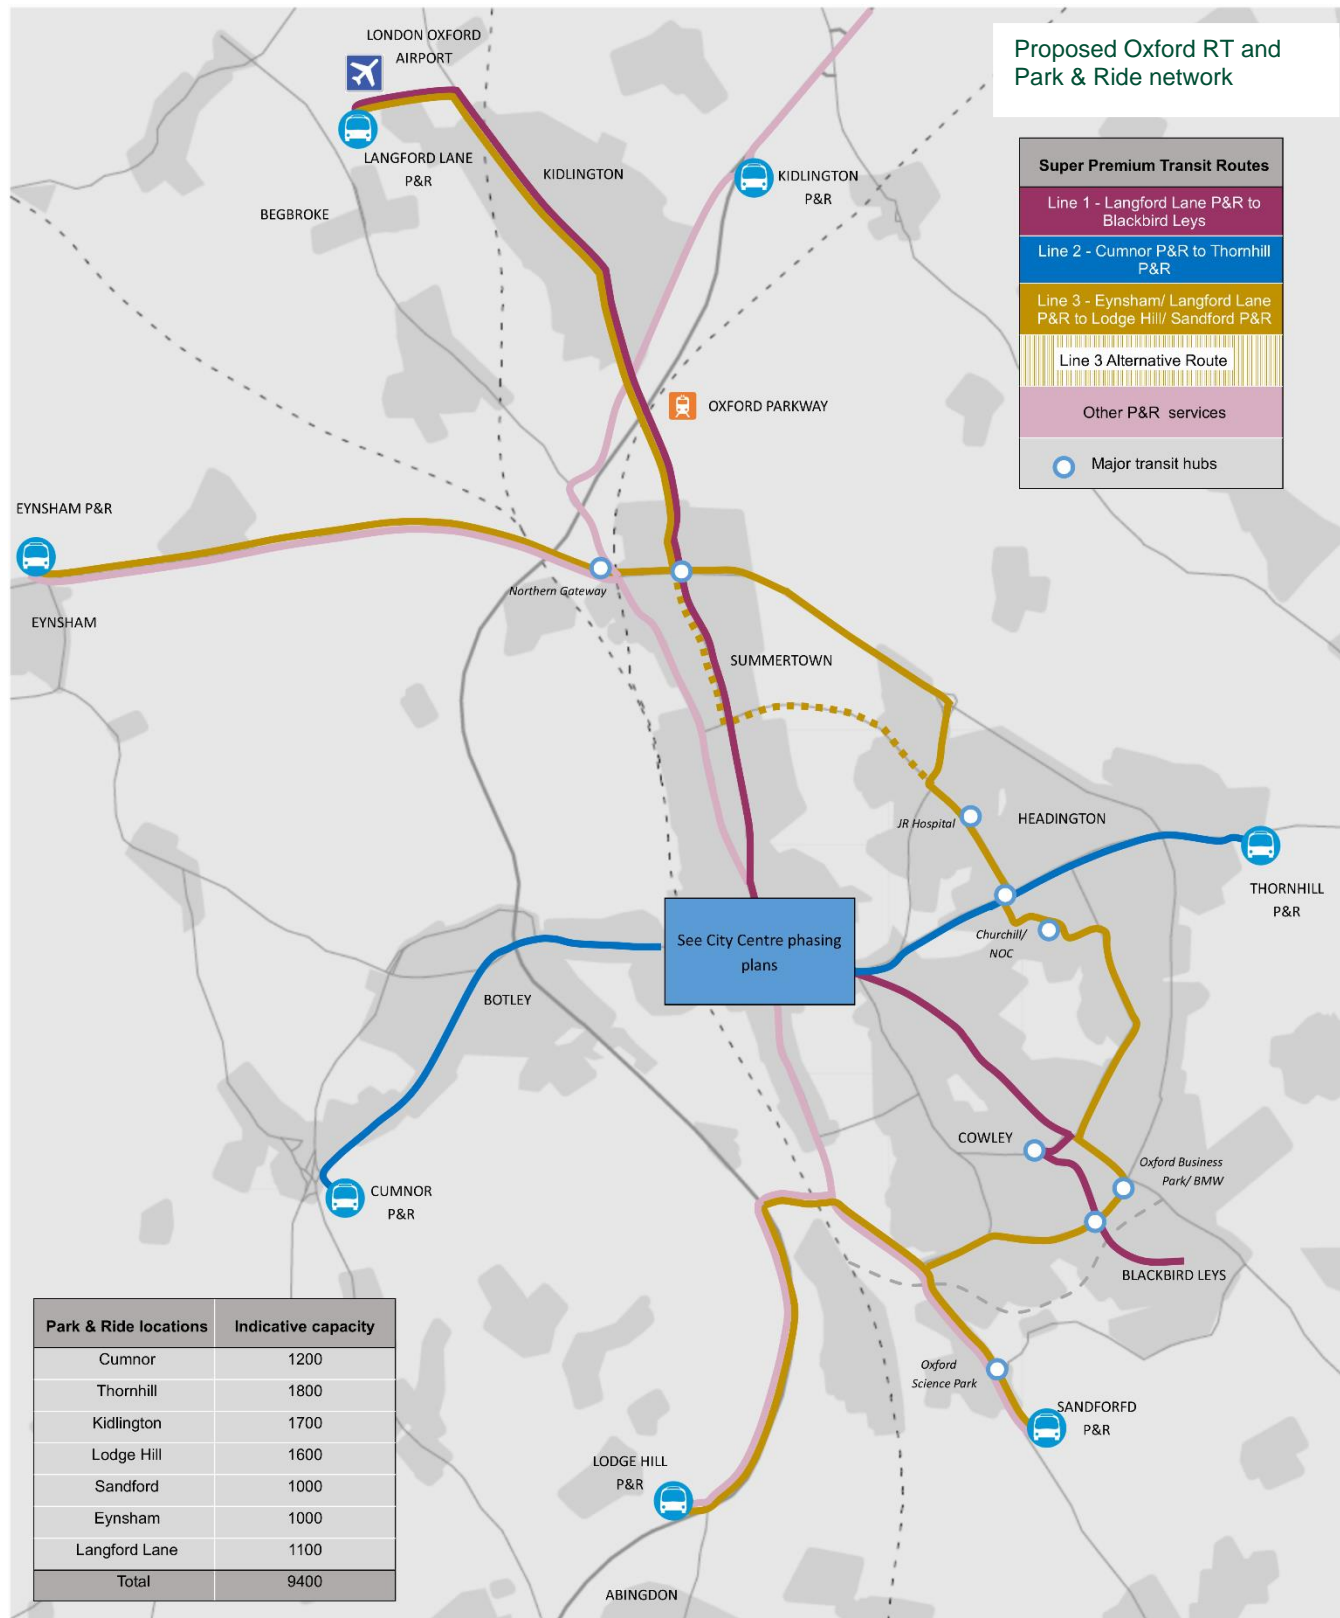 Proposed Oxford RT and
Park & Ride network
LONDON OXFORD
AIRPORT
LANGFORD LANE
P&R
KIDLINGTON
BEGBROKE
KIDLINGTON
P&R
Super Premium Transit Routes
Line 1 - Langford Lane P&R to
Blackbird Leys
Line 2 - Cumnor P&R to Thornhill
P&R
Line 3 - Eynsham/ Langford Lane
P&R to Lodge Hill/ Sandford P&R
Line 3 Alternative Route
Other P&R services
Major transit hubs
OXFORD PARKWAY
EYNSHAM P&R
EYNSHAM
Northern Gateway
SUMMERTOWN
JR Hospital
HEADINGTON
THORNHILL
P&R
Churchill/
NOC
See City Centre phasing
plans
BOTLEY
CUMNOR
P&R
COWLEY
Oxford Business
Park/ BMW
BLACKBIRD LEYS
Oxford
Science Park
SANDFORFD
P&R
LODGE HILL
P&R
ABINGDON
Park & Ride locations Indicative capacity
Cumnor 1200
Thornhill 1800
Kidlington 1700
Lodge Hill 1600
Sandford 1000
Eynsham 1000
Langford Lane 1100
Total 9400